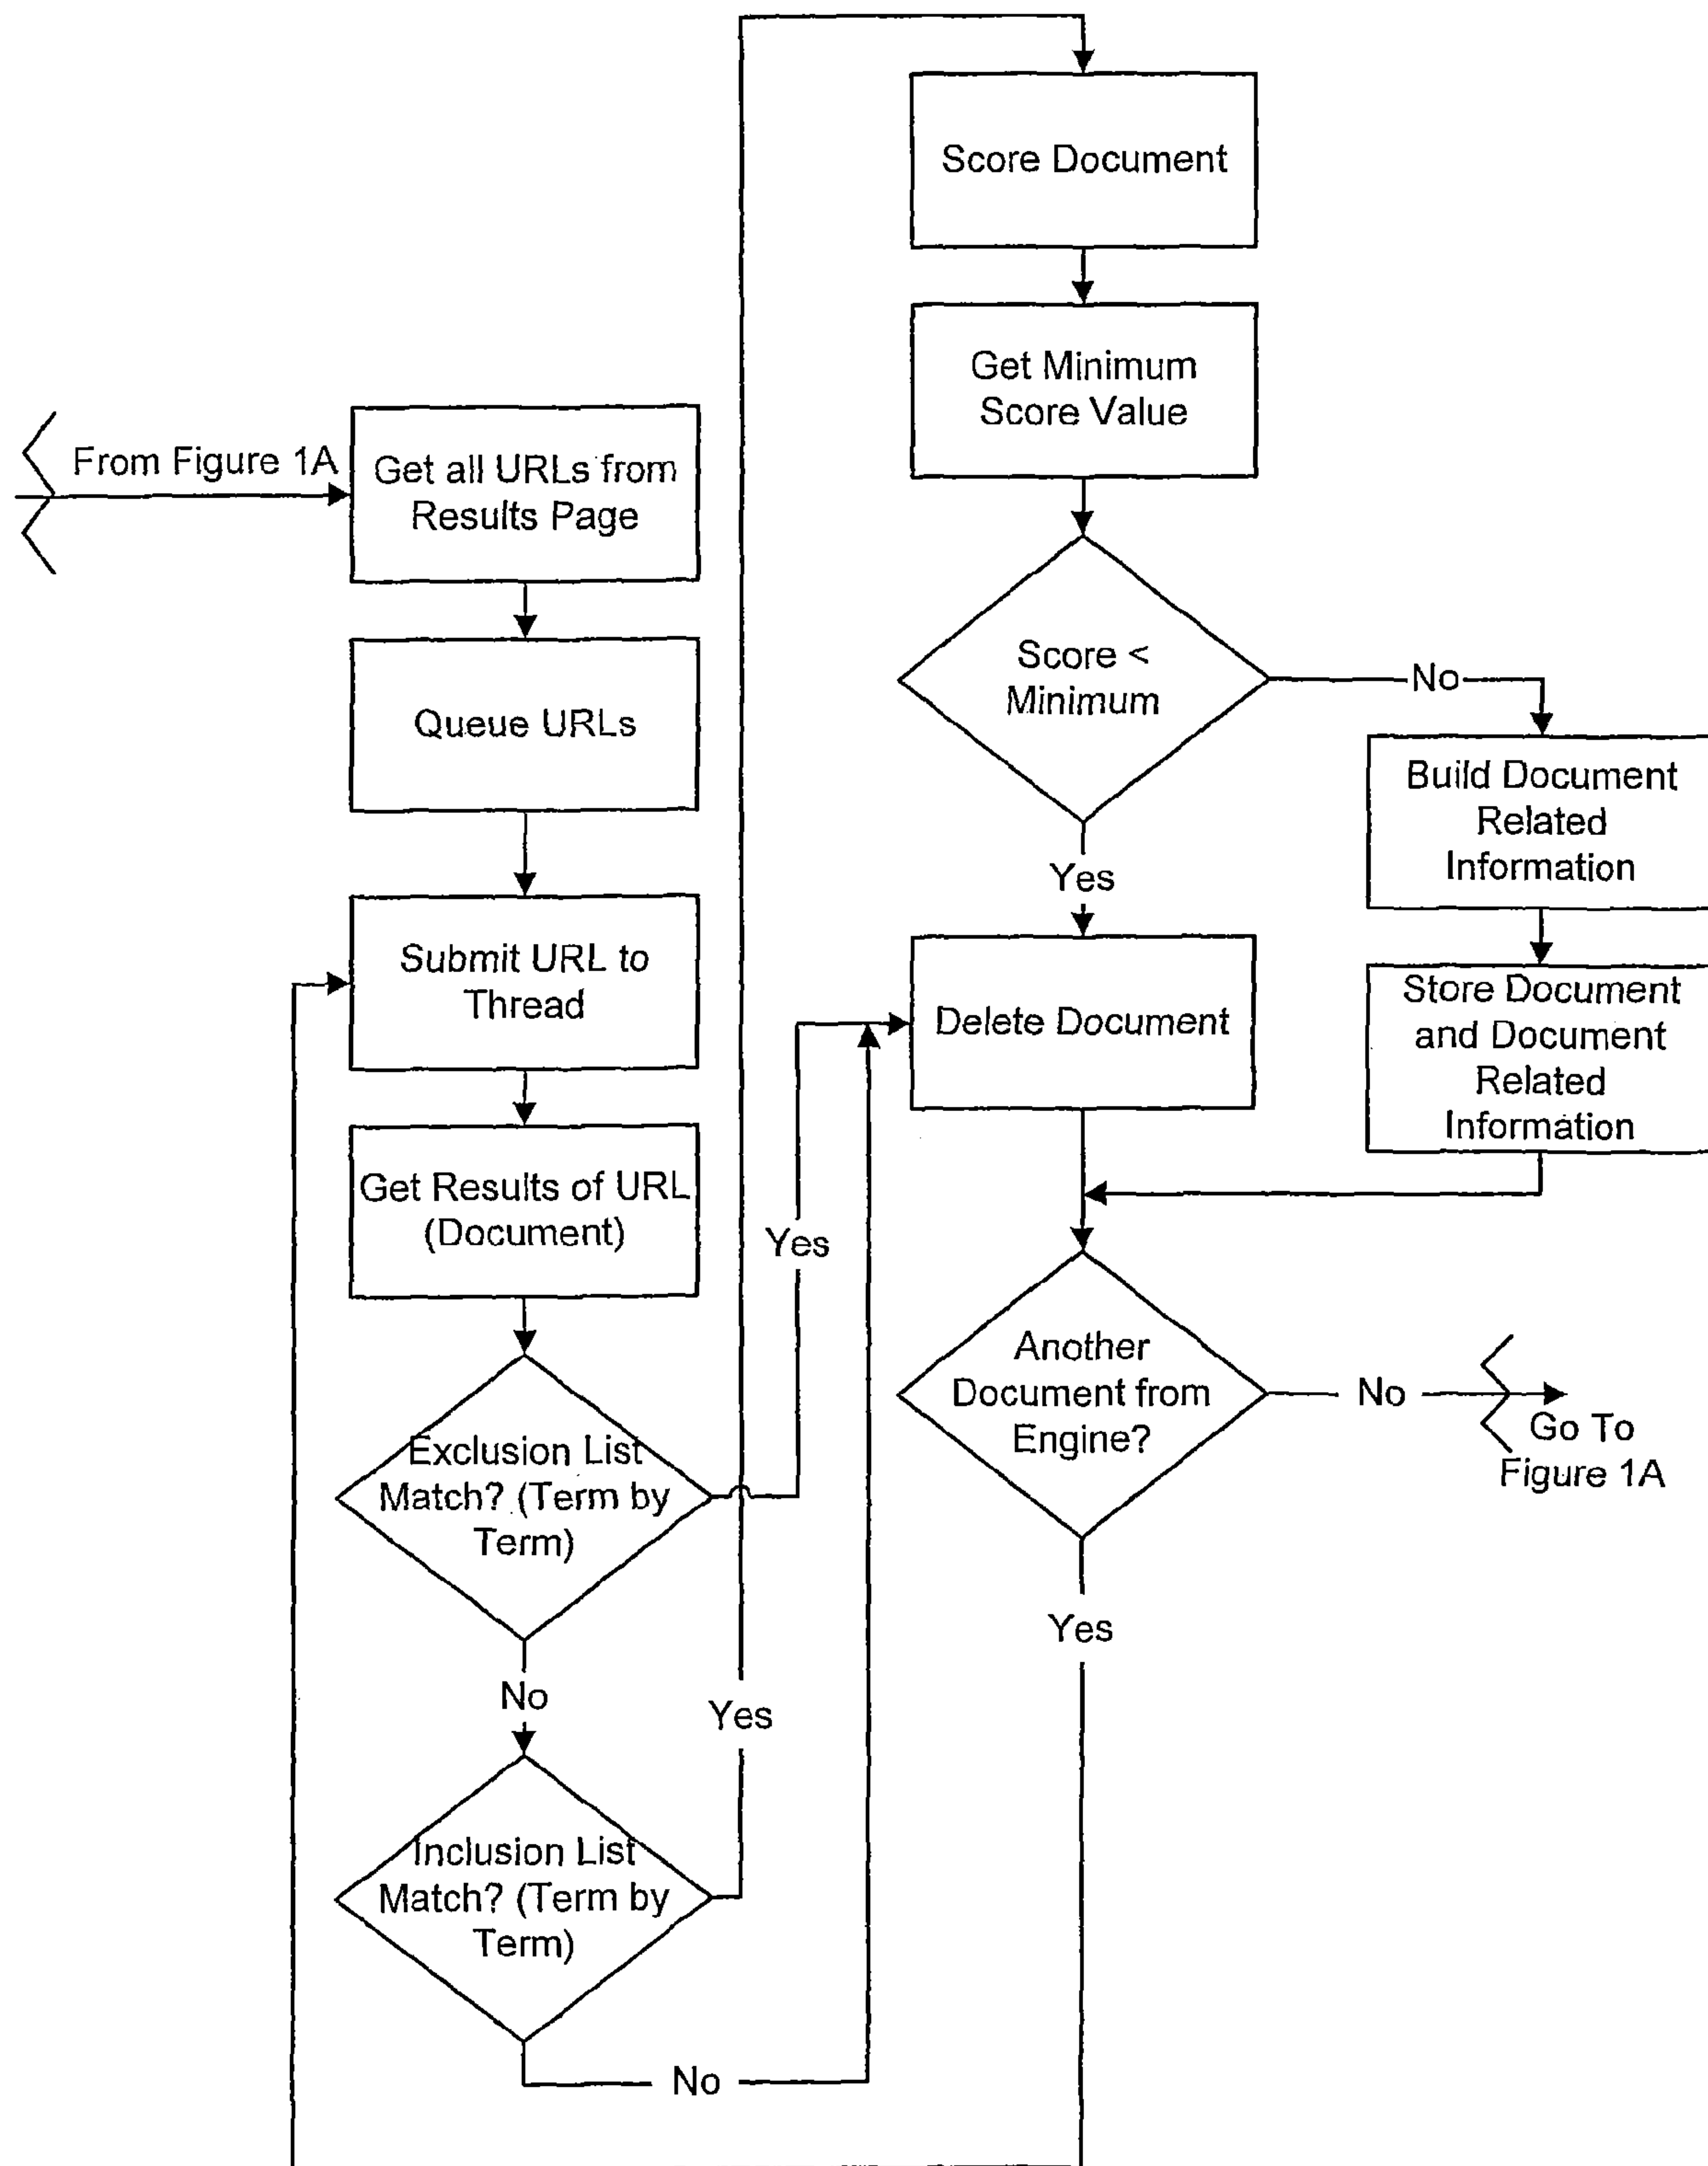 From Figure 1A
Get all URLs from
Results Page
Queue URLs
Submit URL to
Thread
Get Results of URL
(Document)
Exclusion List
Match? (Term by
Term)
No
Yes
Inclusion List
Match? (Term by
Term)
Yes
No
Score Document
Get Minimum
Score Value
Score <
Minimum
No
Yes
Build Document
Related
Information
Store Document
and Document
Related
Information
Delete Document
Another
Document from
Engine?
No
Go To
Figure 1A
Yes